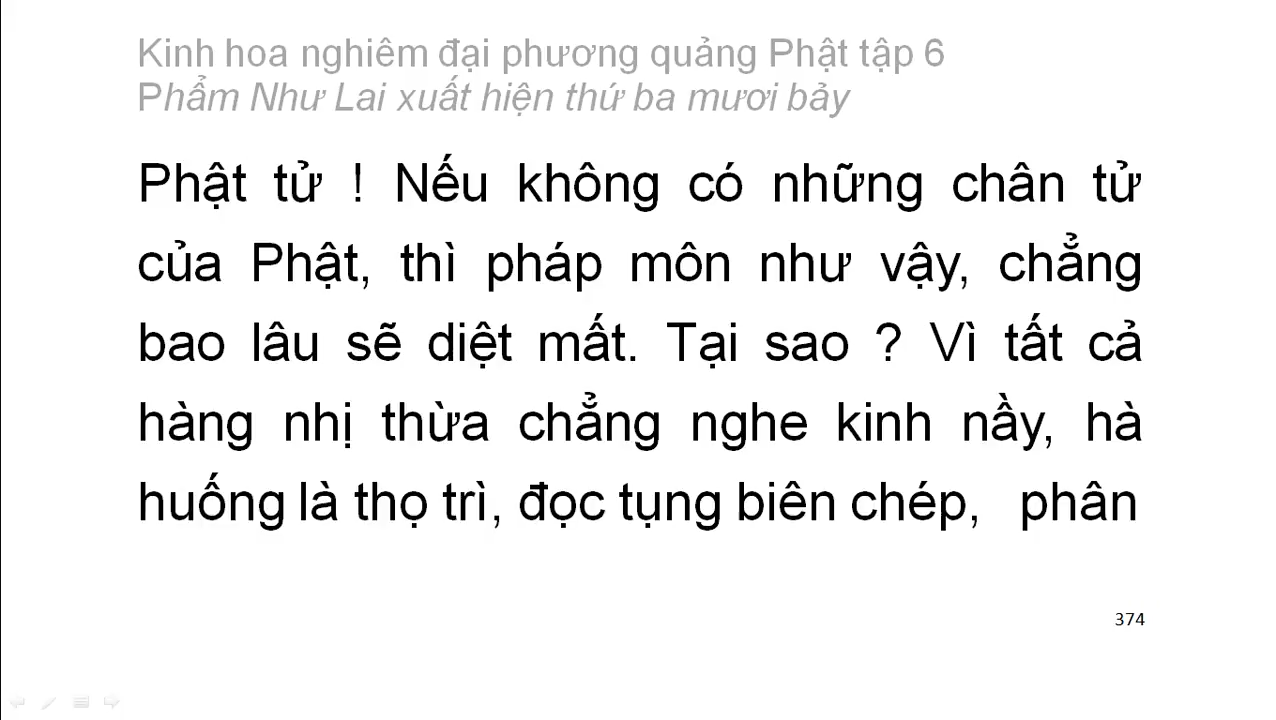 Kinh hoa nghiêm đại phương quảng Phật tập 6
Phẩm Như Lai xuất hiện thứ ba mươi bảy
Phật tử ! Nếu không có những chân tử
của Phật, thì pháp môn như vậy, chẳng
bao lâu sẽ diệt mất. Tại sao ? Vì tất cả
hàng nhị thừa chẳng nghe kinh nầy, hà
huống là thọ trì, đọc tụng biên chép, phân
374